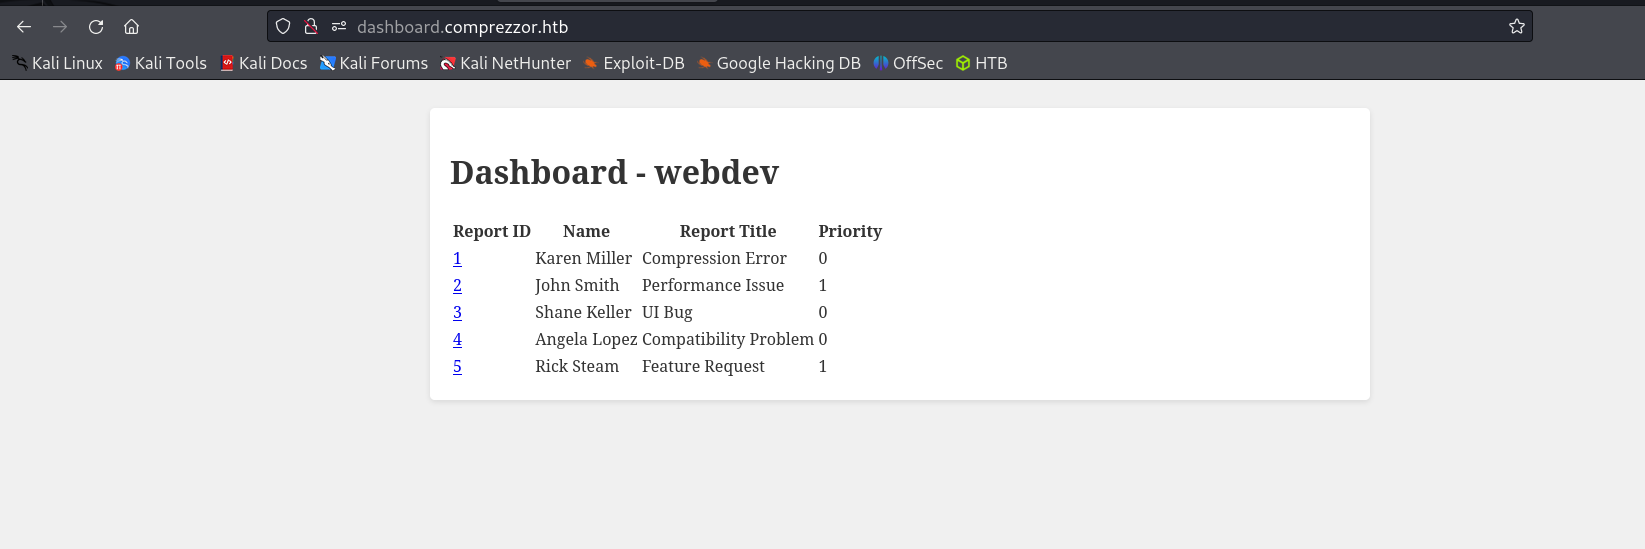 dashboard.comprezzor.htb
Kali Linux Kali Tools Kali Docs Kali Forums Kali NetHunter Exploit-DB Google Hacking DB OffSec HTB
Dashboard - webdev
Report ID Name Report Title Priority
1 Karen Miller Compression Error 0
2 John Smith Performance Issue 1
3 Shane Keller UI Bug 0
4 Angela Lopez Compatibility Problem 0
5 Rick Steam Feature Request 1